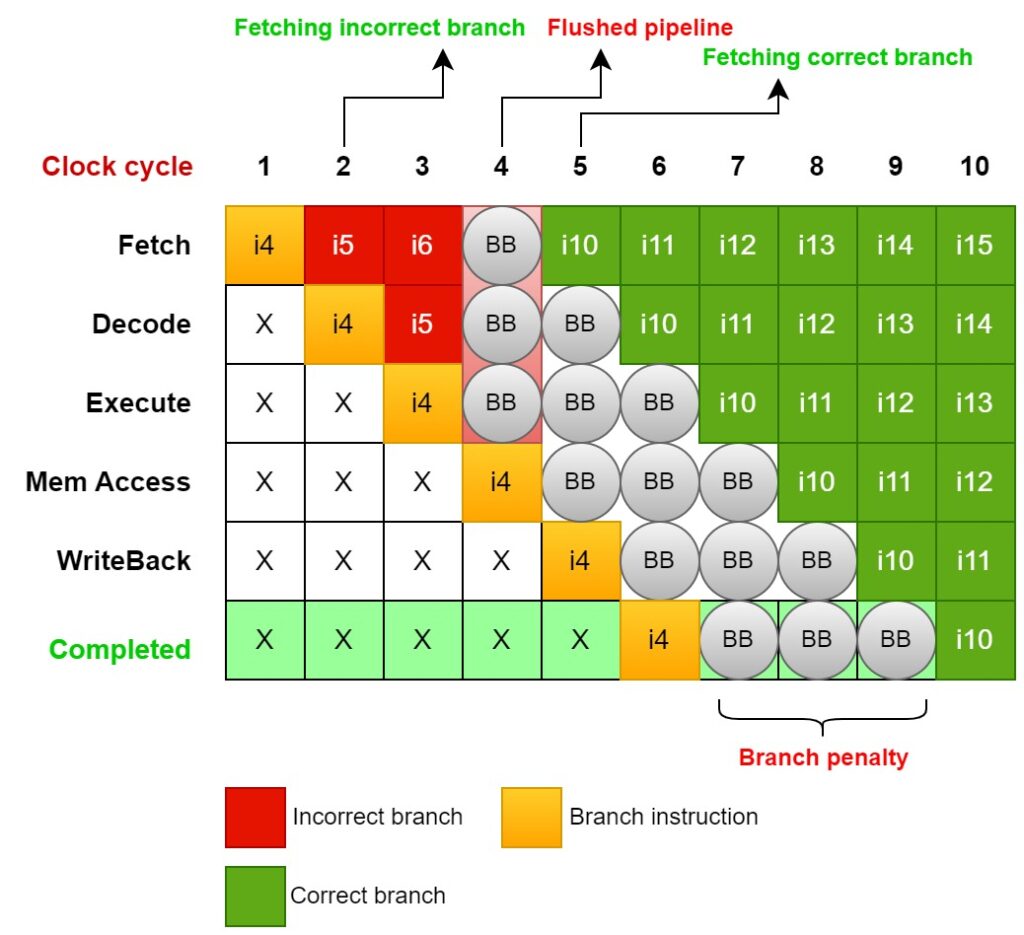 Fetching incorrect branch Flushed pipeline
Fetching correct branch
Clock cycle 1 2 3 4 5 6 7 8 9 10
Fetch i4 i5 i6 BB i10 i11 i12 i13 i14 i15
Decode X i4 i5 BB BB i10 i11 i12 i13 i14
Execute X X i4 BB BB BB i10 i11 i12 i13
Mem Access X X X i4 BB BB BB i10 i11 i12
WriteBack X X X X i4 BB BB BB i10 i11
Completed X X X X X i4 BB BB BB i10
Branch penalty
Incorrect branch Branch instruction
Correct branch